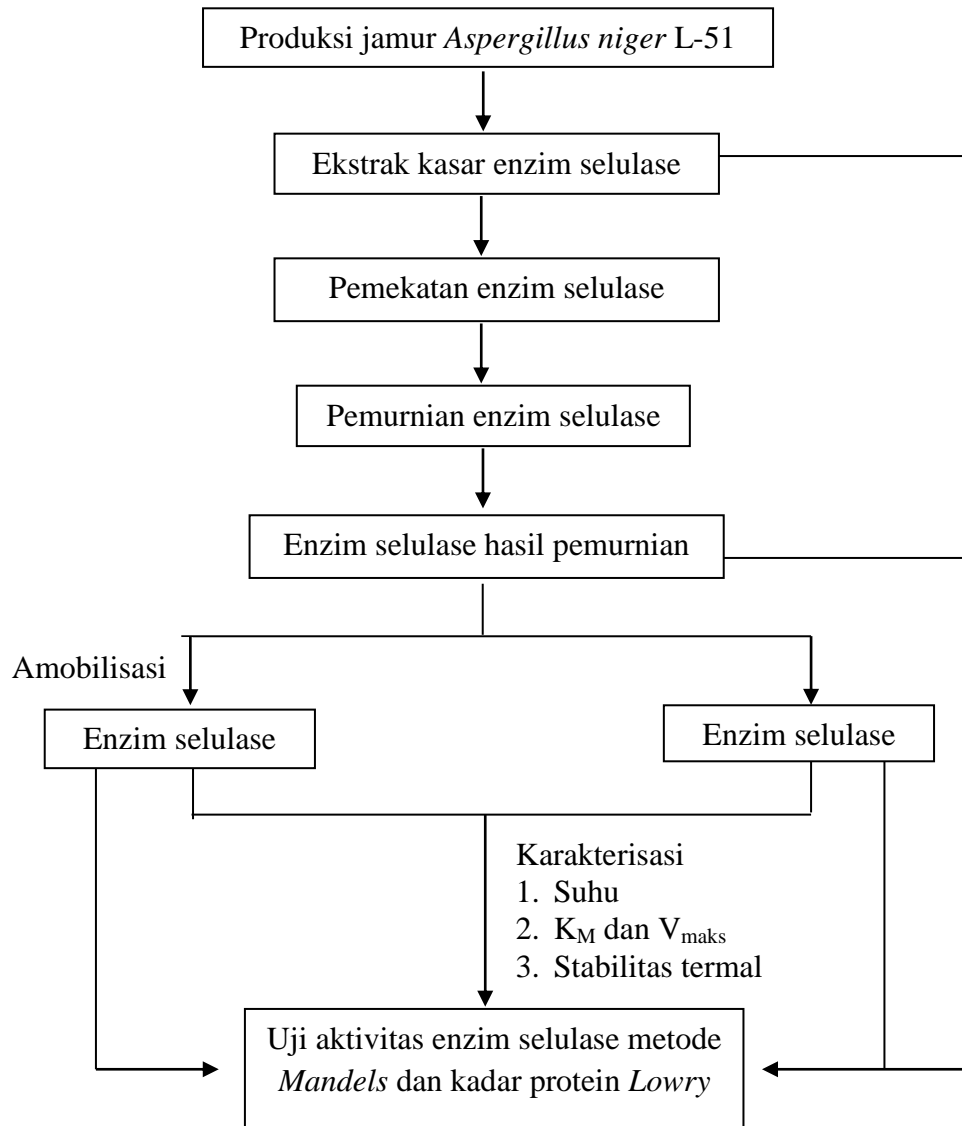 Produksi jamur Aspergillus niger L-51
Ekstrak kasar enzim selulase
Pemekatan enzim selulase
Pemurnian enzim selulase
Enzim selulase hasil pemurnian
Amobilisasi
Enzim selulase
Enzim selulase
Karakterisasi
1. Suhu
2. KM dan Vmaks
3. Stabilitas termal
Uji aktivitas enzim selulase metode
Mandels dan kadar protein Lowry